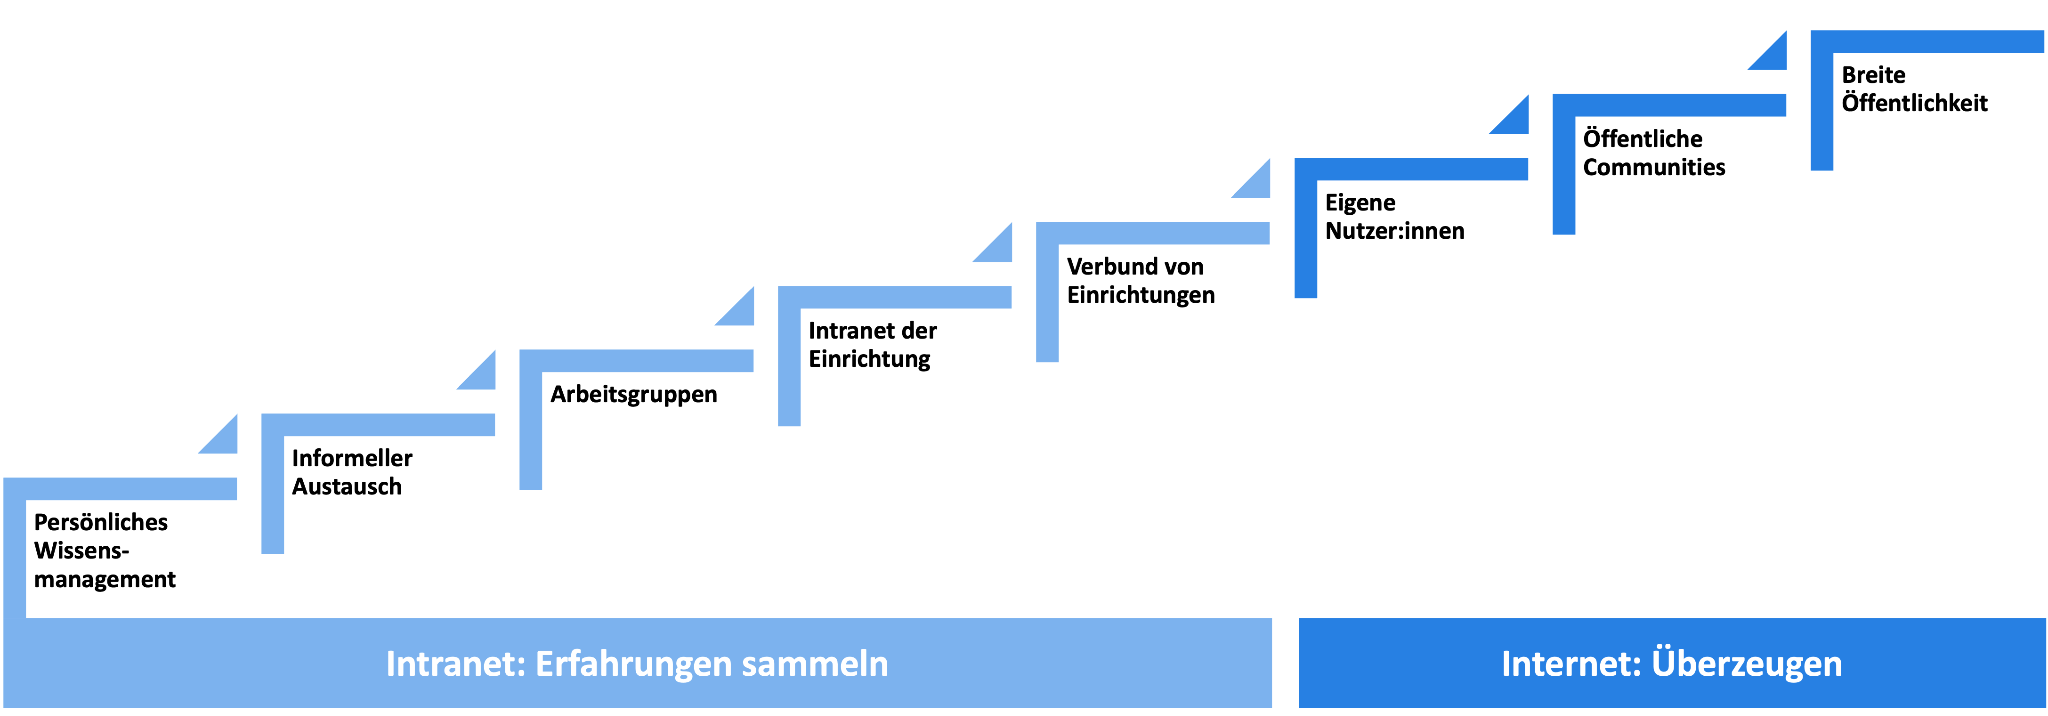 Persönliches
Wissens-
management
Informeller
Austausch
Arbeitsgruppen
Intranet der
Einrichtung
Verbund von
Einrichtungen
Eigene
Nutzer:innen
Öffentliche
Communities
Breite
Öffentlichkeit
Intranet: Erfahrungen sammeln
Internet: Überzeugen